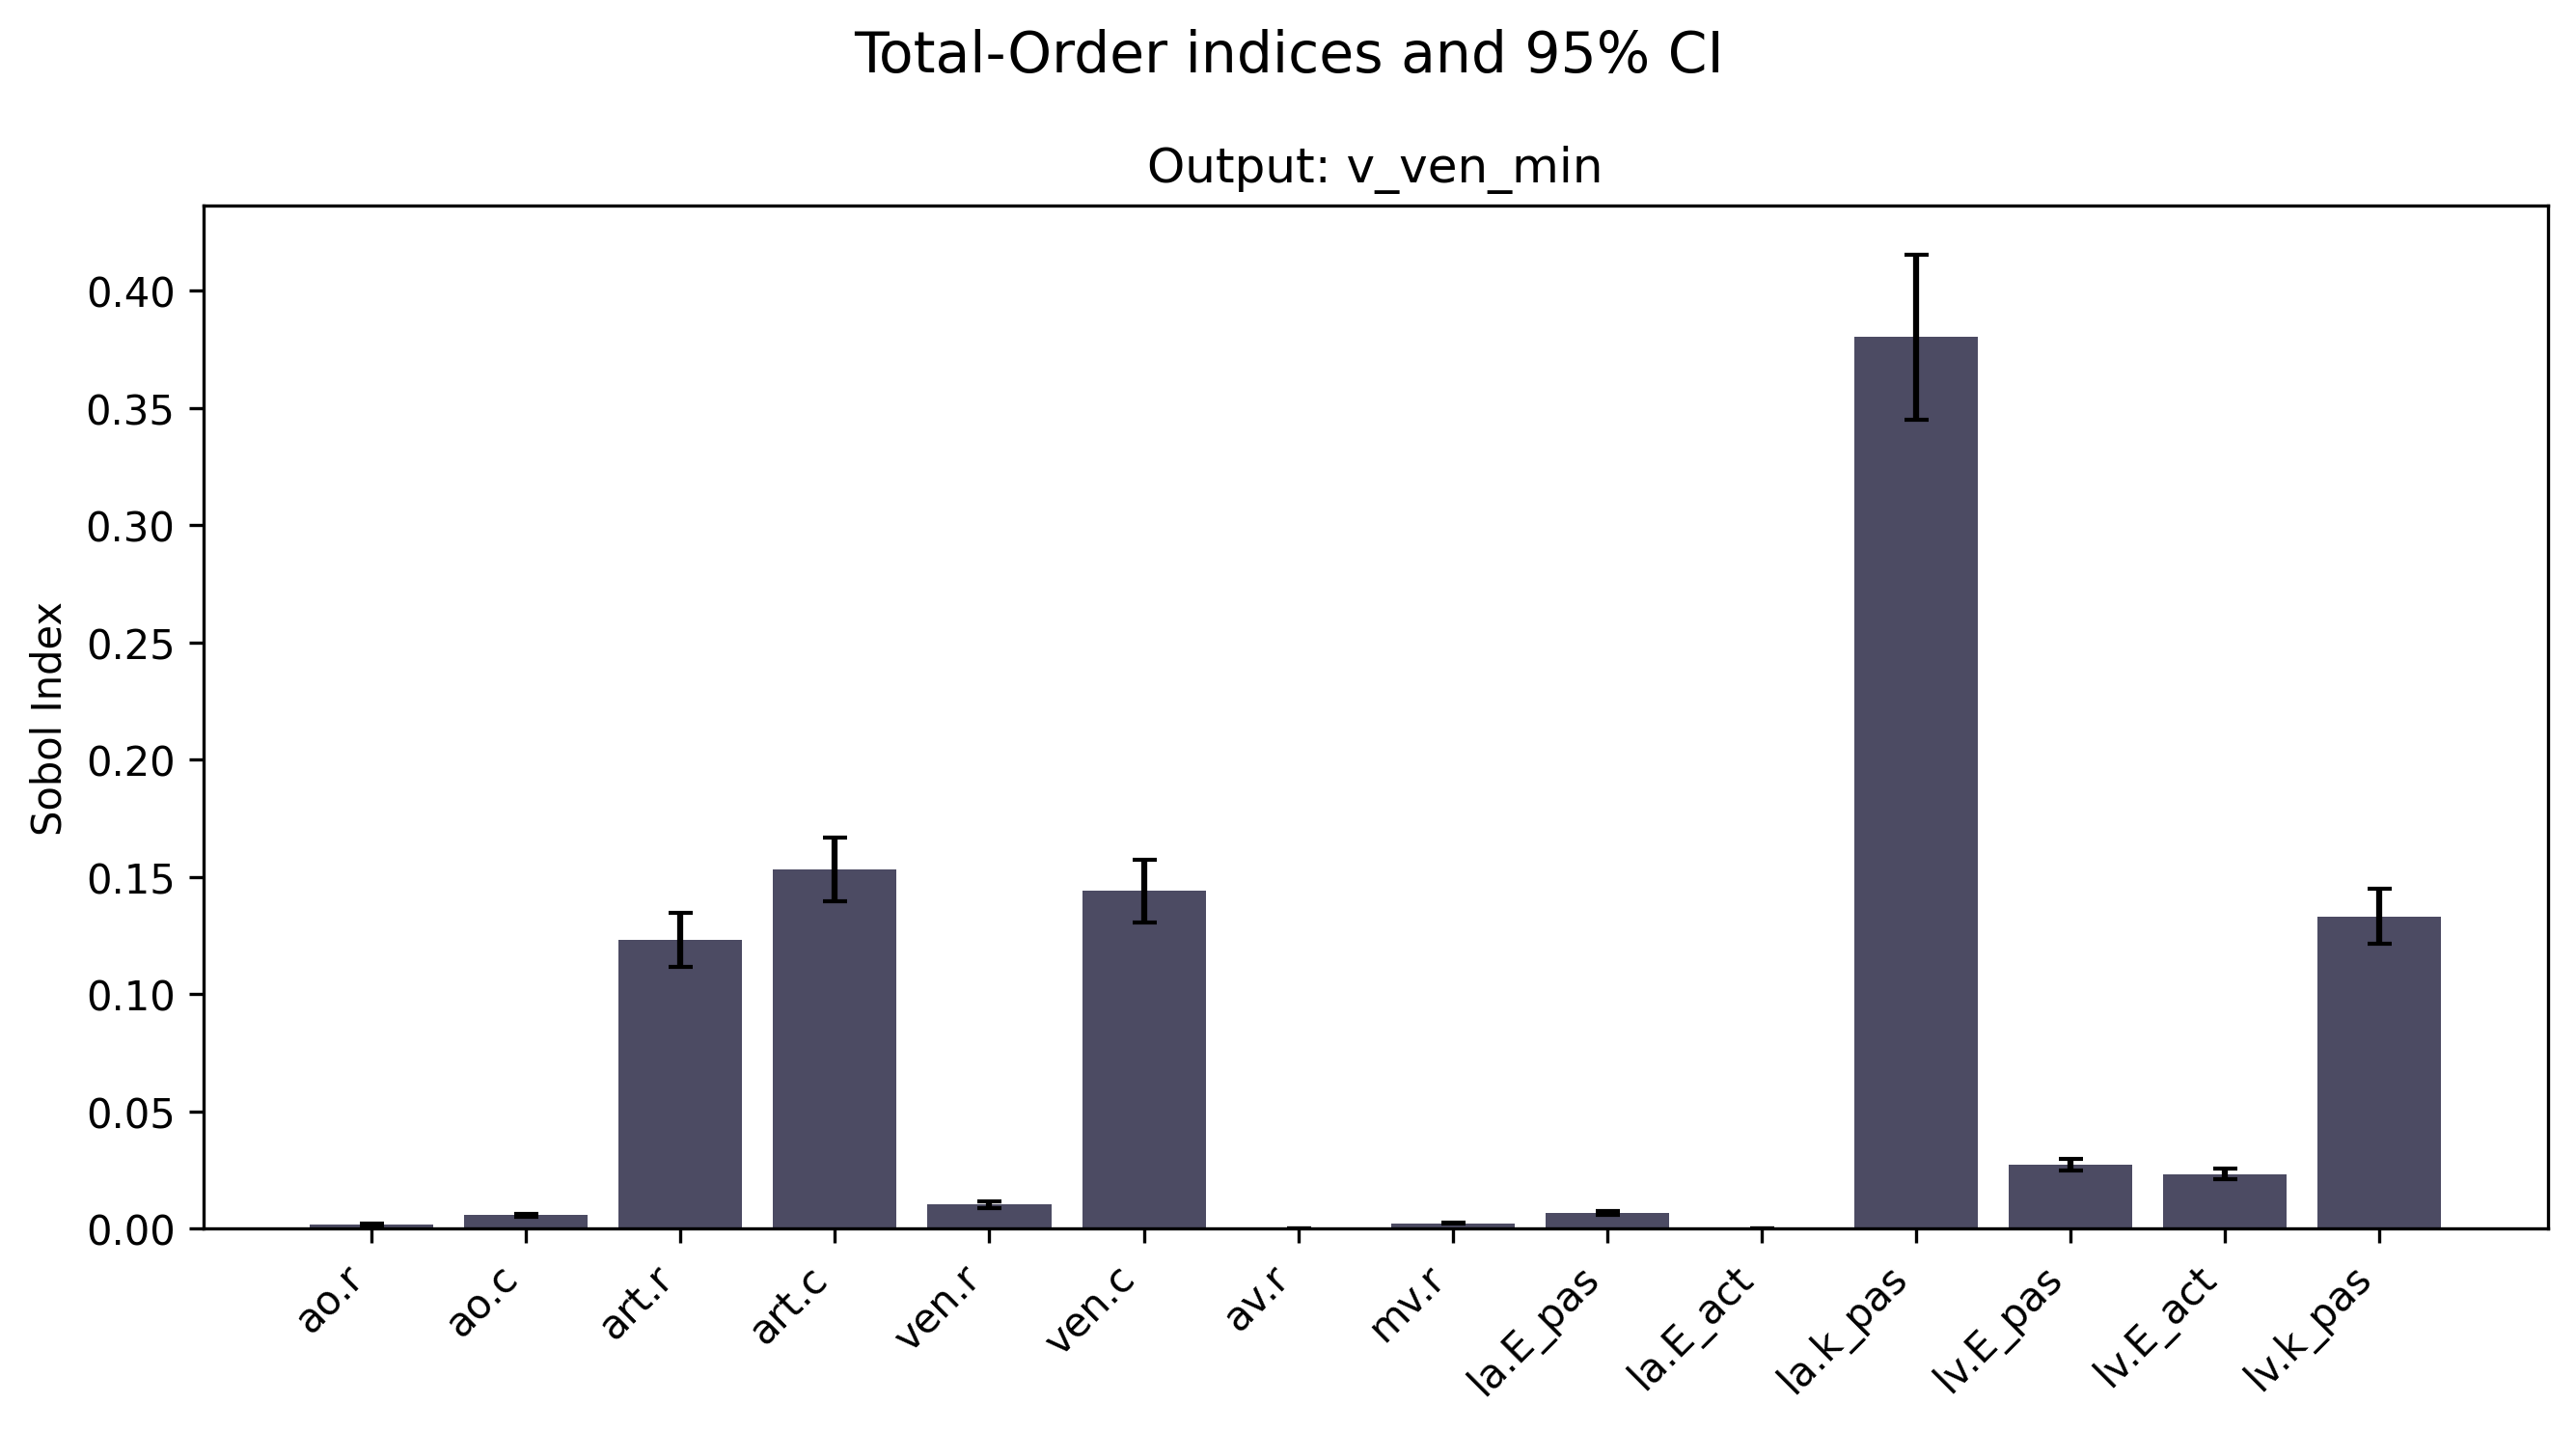 Total-Order indices and 95% CI
Output: v_ven_min
Sobol Index
0.40
0.35
0.30
0.25
0.20
0.15
0.10
0.05
0.00
ao.r
ao.c
art.r
art.c
ven.r
ven.c
av.r
mv.r
la.E_pas
la.E_act
la.k_pas
lv.E_pas
lv.E_act
lv.k_pas